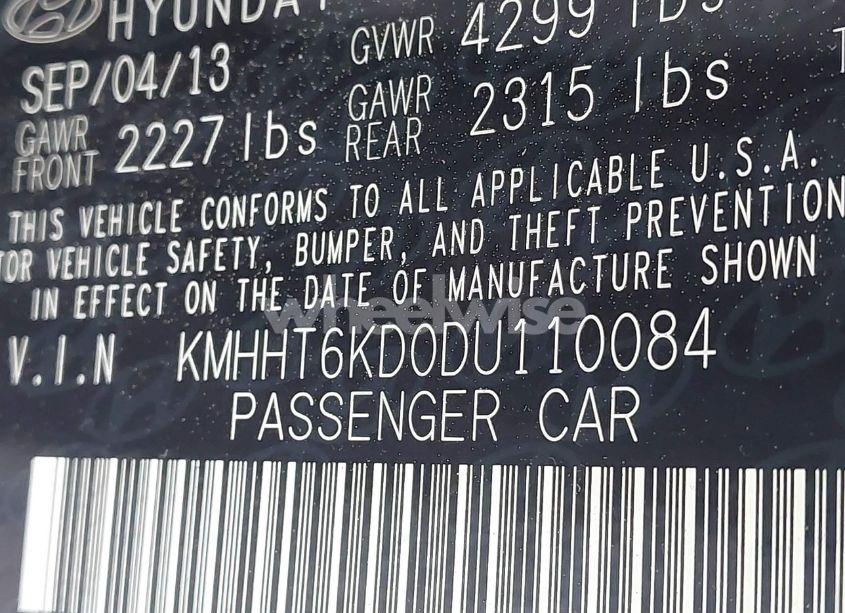 HYUNDAI
SEP/04/13 GVWR 4299 lbs
GAWR FRONT 2227 lbs GAWR REAR 2315 lbs
THIS VEHICLE CONFORMS TO ALL APPLICABLE U.S.A.
TOR VEHICLE SAFETY, BUMPER, AND THEFT PREVENTION
IN EFFECT ON THE DATE OF MANUFACTURE SHOWN
wheelwise
V.I.N KMHHT6KD0DU110084
PASSENGER CAR